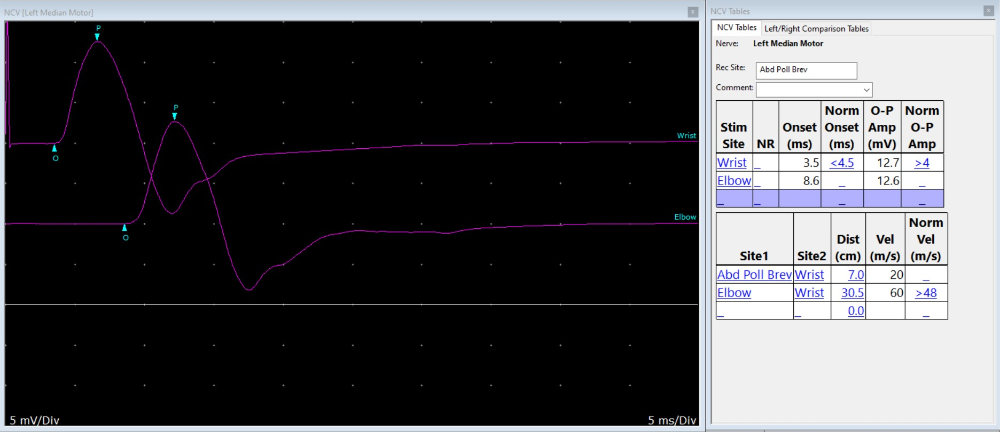 NCV [Left Median Motor]
P
P
O
Wrist
O
Elbow
5 mV/Div
5 ms/Div
NCV Tables
NCV Tables Left/Right Comparison Tables
Nerve: Left Median Motor
Rec Site: Abd Poll Brev
Comment:
Stim Site NR Onset (ms) Norm Onset (ms) O-P Amp (mV) Norm O-P Amp
Wrist _ 3.5 <4.5 12.7 >4
Elbow _ 8.6 _ 12.6 _
_ _ _ _
Site1 Site2 Dist (cm) Vel (m/s) Norm Vel (m/s)
Abd Poll Brev Wrist 7.0 20 _
Elbow Wrist 30.5 60 >48
_ _ 0.0 _